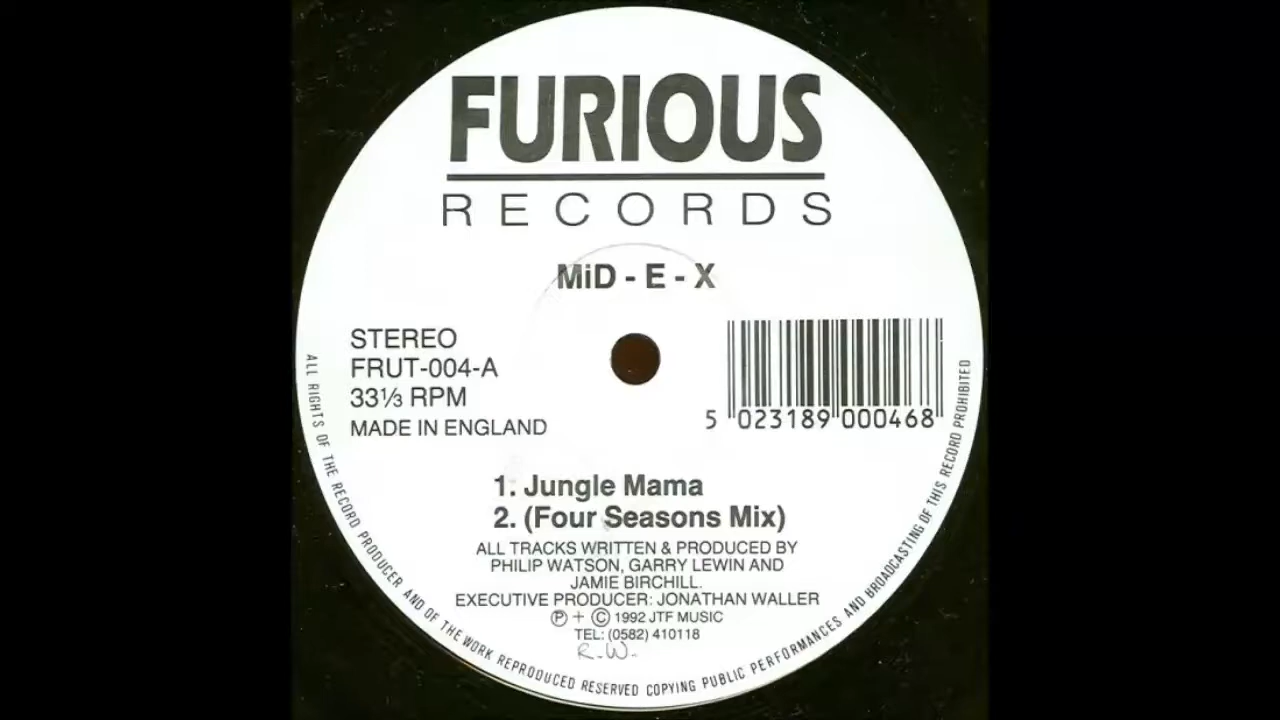 FURIOUS
RECORDS
MiD - E - X
STEREO
FRUT-004-A
33⅓ RPM
MADE IN ENGLAND
5 023189 000468
1. Jungle Mama
2. (Four Seasons Mix)
ALL TRACKS WRITTEN & PRODUCED BY
PHILIP WATSON, GARRY LEWIN AND
JAMIE BIRCHILL.
EXECUTIVE PRODUCER: JONATHAN WALLER
Ⓟ + © 1992 JTF MUSIC
TEL: (0582) 410118
R.W.
ALL RIGHTS OF THE RECORD PRODUCER AND OF THE WORK REPRODUCED RESERVED COPYING PUBLIC PERFORMANCES AND BROADCASTING OF THIS RECORD PROHIBITED